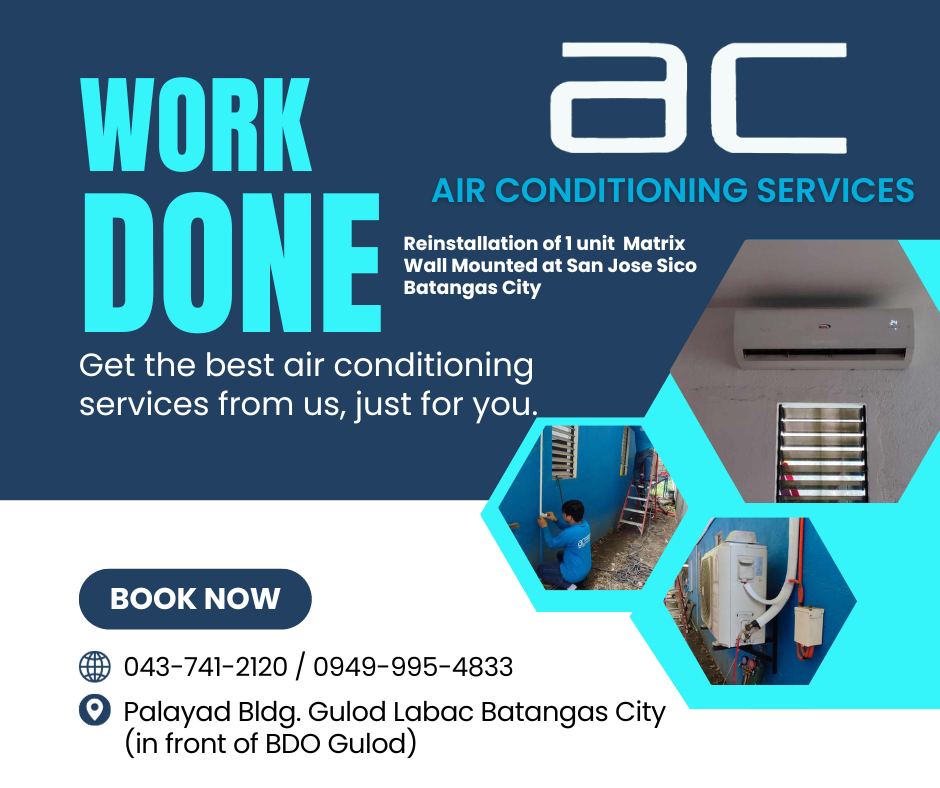 ac
AIR CONDITIONING SERVICES
WORK
DONE
Reinstallation of 1 unit Matrix
Wall Mounted at San Jose Sico
Batangas City
Get the best air conditioning
services from us, just for you.
BOOK NOW
043-741-2120 / 0949-995-4833
Palayad Bldg. Gulod Labac Batangas City
(in front of BDO Gulod)